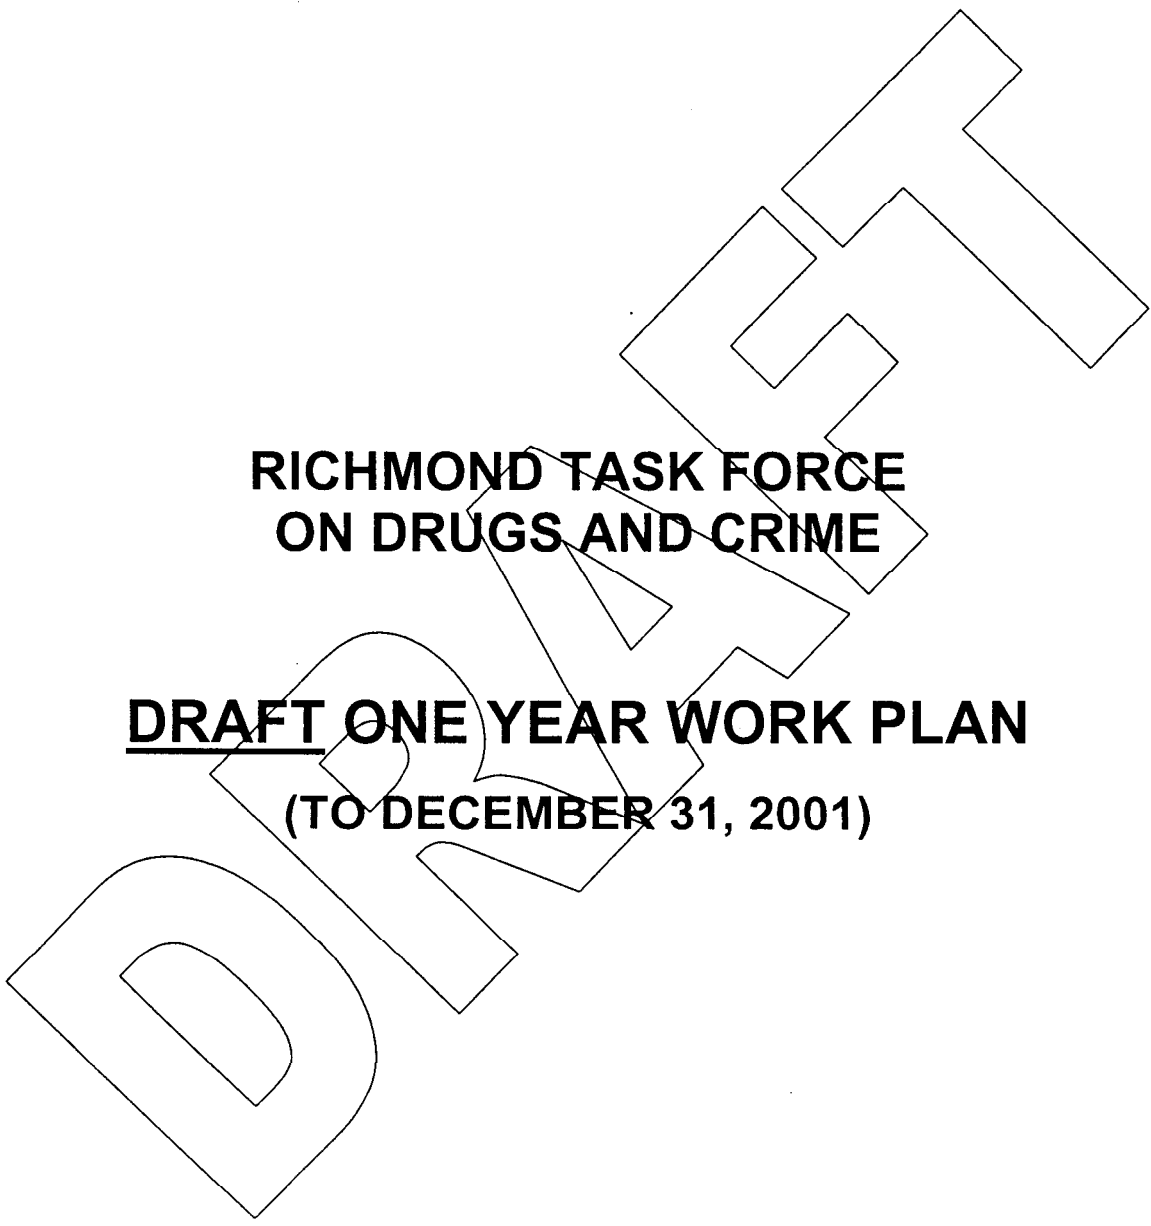 RICHMOND TASK FORCE
ON DRUGS AND CRIME
DRAFT ONE YEAR WORK PLAN
(TO DECEMBER 31, 2001)
DRAFT